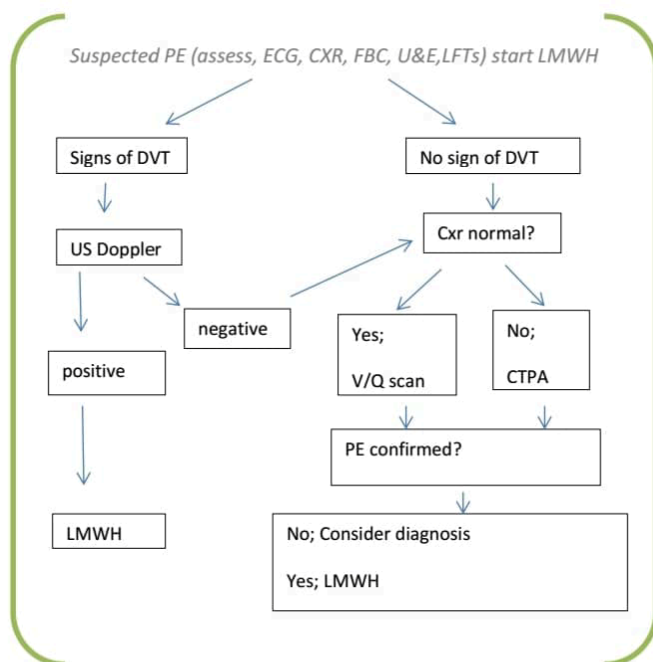 Suspected PE (assess, ECG, CXR, FBC, U&E,LFTs) start LMWH
Signs of DVT
No sign of DVT
US Doppler
Cxr normal?
negative
positive
Yes;
V/Q scan
No;
CTPA
PE confirmed?
LMWH
No; Consider diagnosis
Yes; LMWH